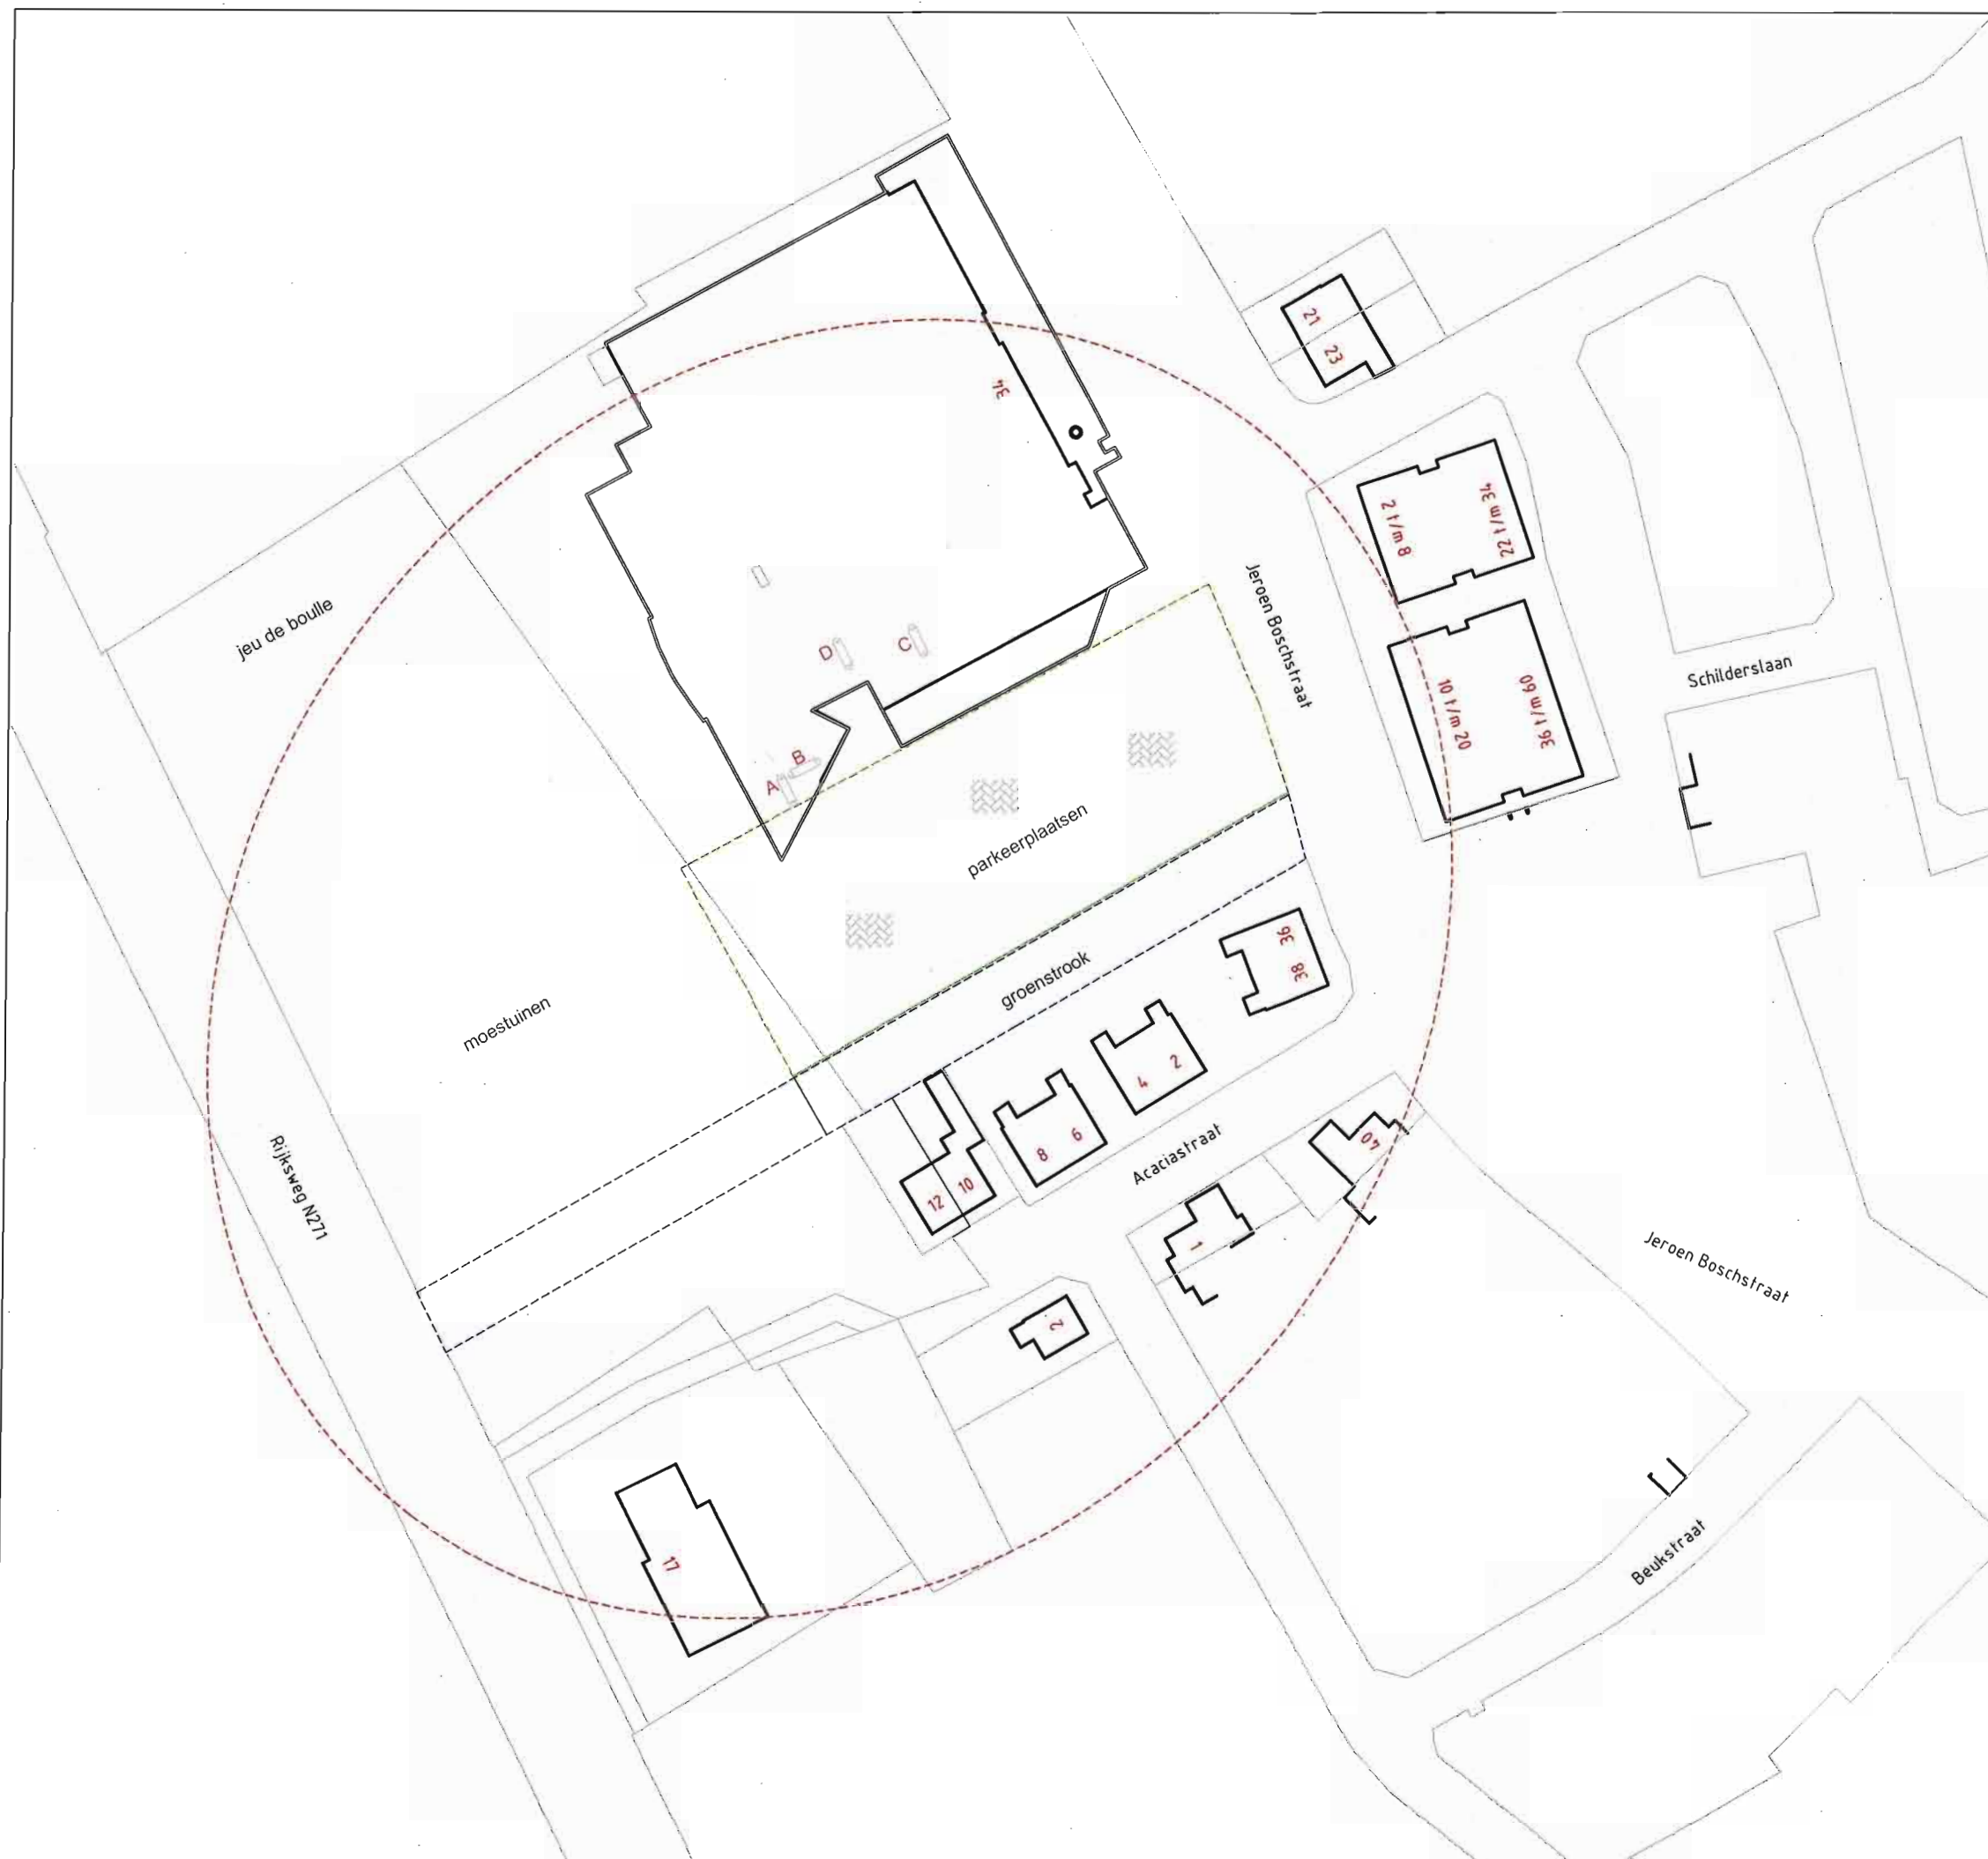 21
23
34
2 t/m 8
22 t/m 34
jeu de boulle
Jeroen Boschstraat
D
C
Schilderslaan
10 t/m 20
36 t/m 60
B
A
parkeerplaatsen
36
38
groenstrook
moestuinen
4
2
8
6
40
Acaciastraat
Rijksweg N271
12
10
1
Jeroen Boschstraat
2
17
Beukstraat